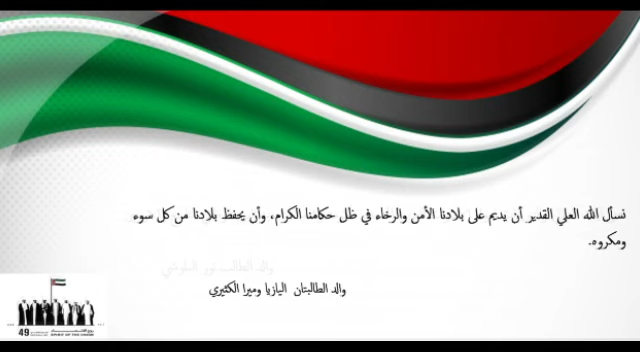 نسأل الله العلي القدير أن يديم على بلادنا الأمن والرخاء في ظل حكامنا الكرام، وأن يحفظ بلادنا من كل سوء
ومكروه.
والد الطالبتان اليازيا وميرا الكثيري
49